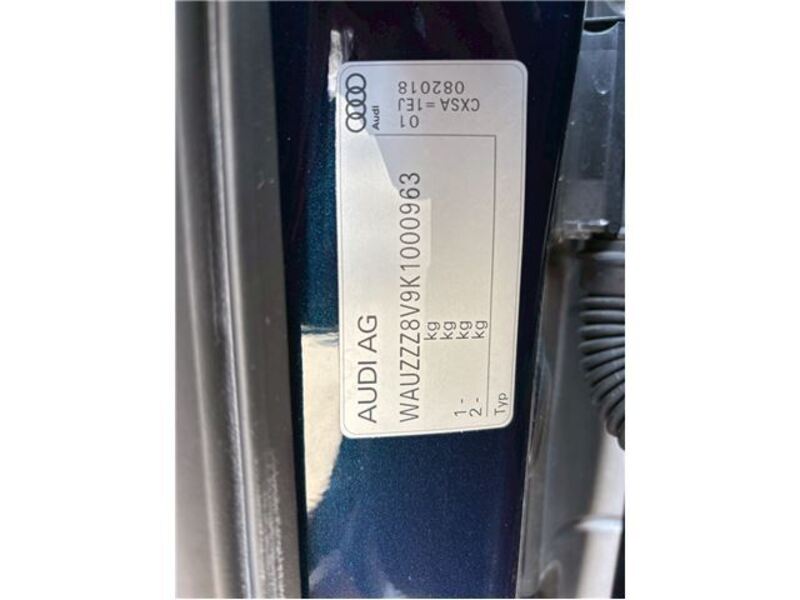 Audi
01
CXSA = 1EJ
082018
AUDI AG
WAUZZZ8V9K1000963
kg
kg
1 - kg
2 - kg
Typ